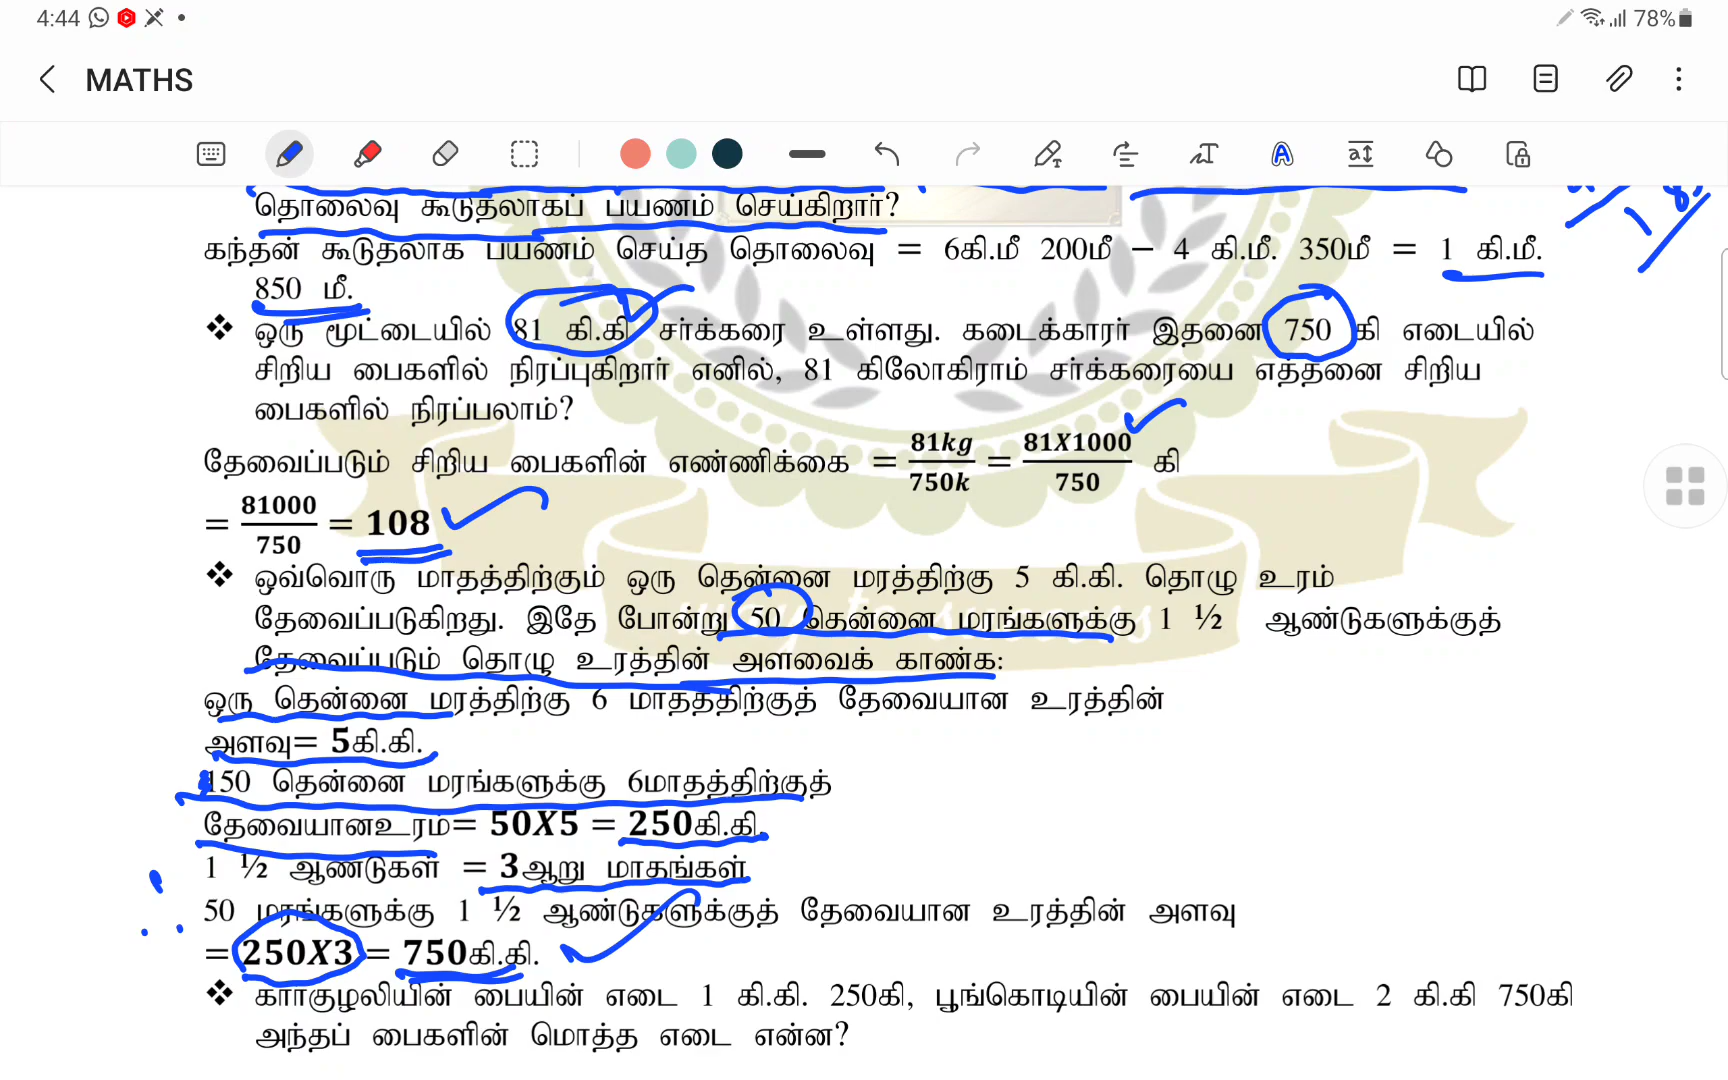 4:44 78%
MATHS
தொலைவு கூடுதலாகப் பயணம் செய்கிறார்?
கந்தன் கூடுதலாக பயணம் செய்த தொலைவு = 6கி.மீ 200மீ – 4 கி.மீ. 350மீ = 1 கி.மீ.
850 மீ.
❖ ஒரு மூட்டையில் 81 கி.கி சர்க்கரை உள்ளது. கடைக்காரர் இதனை 750 கி எடையில்
சிறிய பைகளில் நிரப்புகிறார் எனில், 81 கிலோகிராம் சர்க்கரையை எத்தனை சிறிய
பைகளில் நிரப்பலாம்?
தேவைப்படும் சிறிய பைகளின் எண்ணிக்கை = 81kg/750k = 81X1000/750 கி
= 81000/750 = 108
❖ ஒவ்வொரு மாதத்திற்கும் ஒரு தென்னை மரத்திற்கு 5 கி.கி. தொழு உரம்
தேவைப்படுகிறது. இதே போன்று 50 தென்னை மரங்களுக்கு 1 ½ ஆண்டுகளுக்குத்
தேவைப்படும் தொழு உரத்தின் அளவைக் காண்க:
ஒரு தென்னை மரத்திற்கு 6 மாதத்திற்குத் தேவையான உரத்தின்
அளவு= 5கி.கி.
150 தென்னை மரங்களுக்கு 6மாதத்திற்குத்
தேவையானஉரம்= 50X5 = 250கி.கி.
1 ½ ஆண்டுகள் = 3ஆறு மாதங்கள்
50 மரங்களுக்கு 1 ½ ஆண்டுகளுக்குத் தேவையான உரத்தின் அளவு
= 250X3 = 750கி.கி.
❖ கார்குழலியின் பையின் எடை 1 கி.கி. 250கி, பூங்கொடியின் பையின் எடை 2 கி.கி 750கி
அந்தப் பைகளின் மொத்த எடை என்ன?